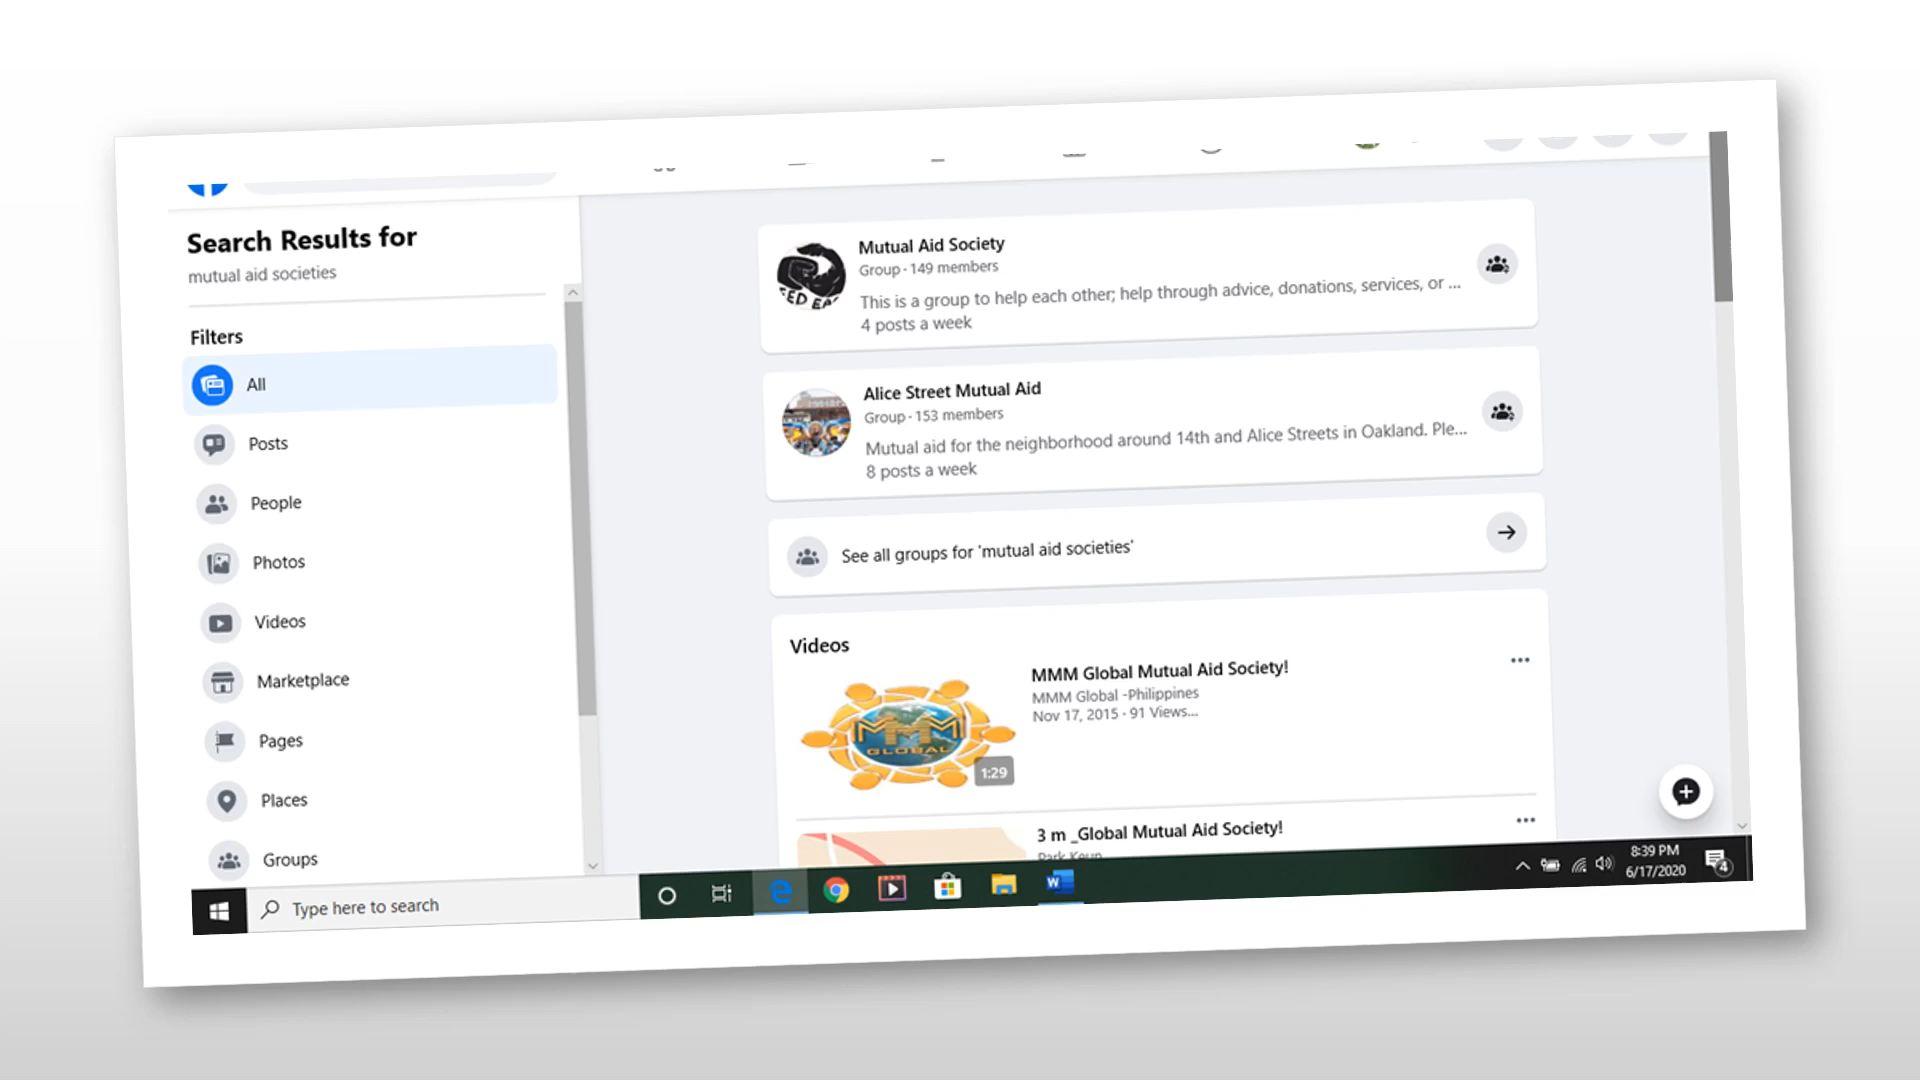 Search Results for
mutual aid societies
Filters
All
Posts
People
Photos
Videos
Marketplace
Pages
Places
Groups
Mutual Aid Society
Group · 149 members
This is a group to help each other; help through advice, donations, services, or ...
4 posts a week
Alice Street Mutual Aid
Group · 153 members
Mutual aid for the neighborhood around 14th and Alice Streets in Oakland. Ple...
8 posts a week
See all groups for 'mutual aid societies'
Videos
MMM Global Mutual Aid Society!
MMM Global -Philippines
Nov 17, 2015 · 91 Views...
MMM
GLOBAL
1:29
3 m _Global Mutual Aid Society!
Park Keun
Type here to search
8:39 PM
6/17/2020
4